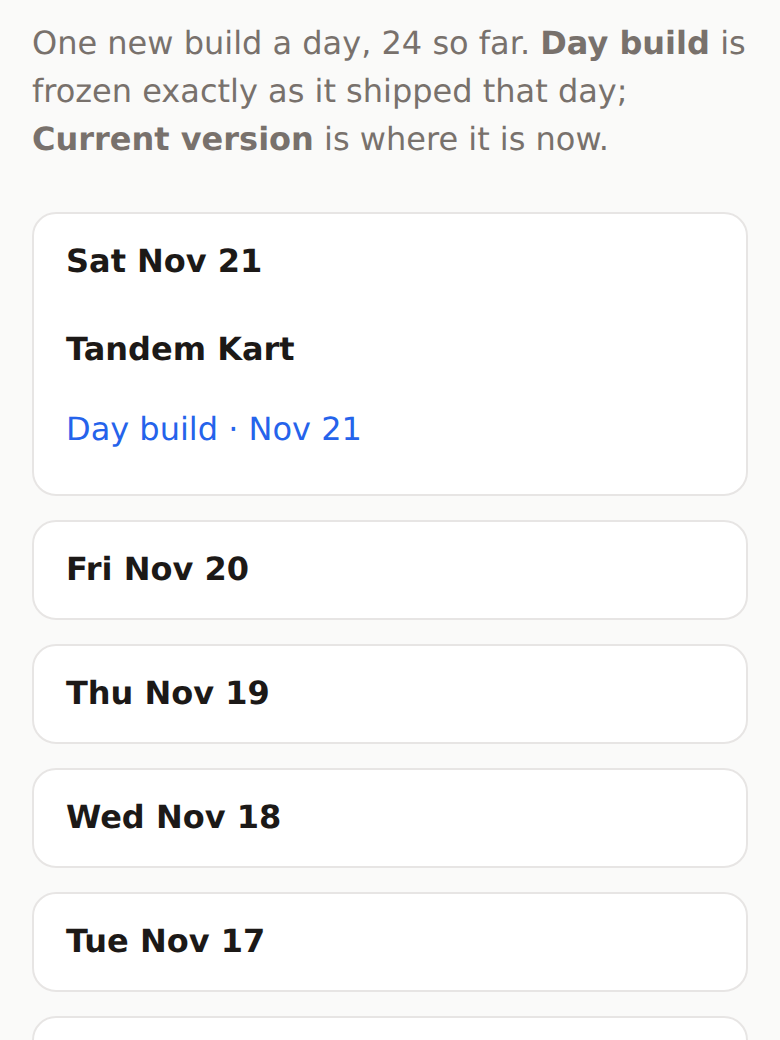 One new build a day, 24 so far. Day build is
frozen exactly as it shipped that day;
Current version is where it is now.
Sat Nov 21
Tandem Kart
Day build · Nov 21
Fri Nov 20
Thu Nov 19
Wed Nov 18
Tue Nov 17